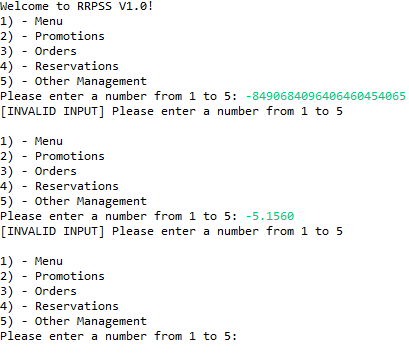 Welcome to RRPSS V1.0!
1) - Menu
2) - Promotions
3) - Orders
4) - Reservations
5) - Other Management
Please enter a number from 1 to 5: -8490684096406460454065
[INVALID INPUT] Please enter a number from 1 to 5
1) - Menu
2) - Promotions
3) - Orders
4) - Reservations
5) - Other Management
Please enter a number from 1 to 5: -5.1560
[INVALID INPUT] Please enter a number from 1 to 5
1) - Menu
2) - Promotions
3) - Orders
4) - Reservations
5) - Other Management
Please enter a number from 1 to 5: